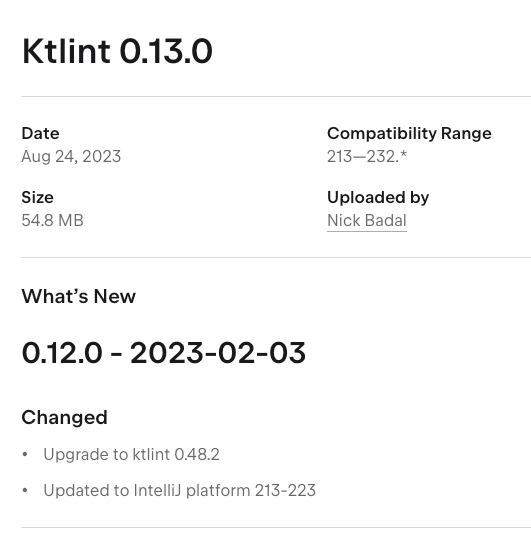 Ktlint 0.13.0
Date
Aug 24, 2023
Compatibility Range
213—232.*
Size
54.8 MB
Uploaded by
Nick Badal
What's New
0.12.0 - 2023-02-03
Changed
• Upgrade to ktlint 0.48.2
• Updated to IntelliJ platform 213-223